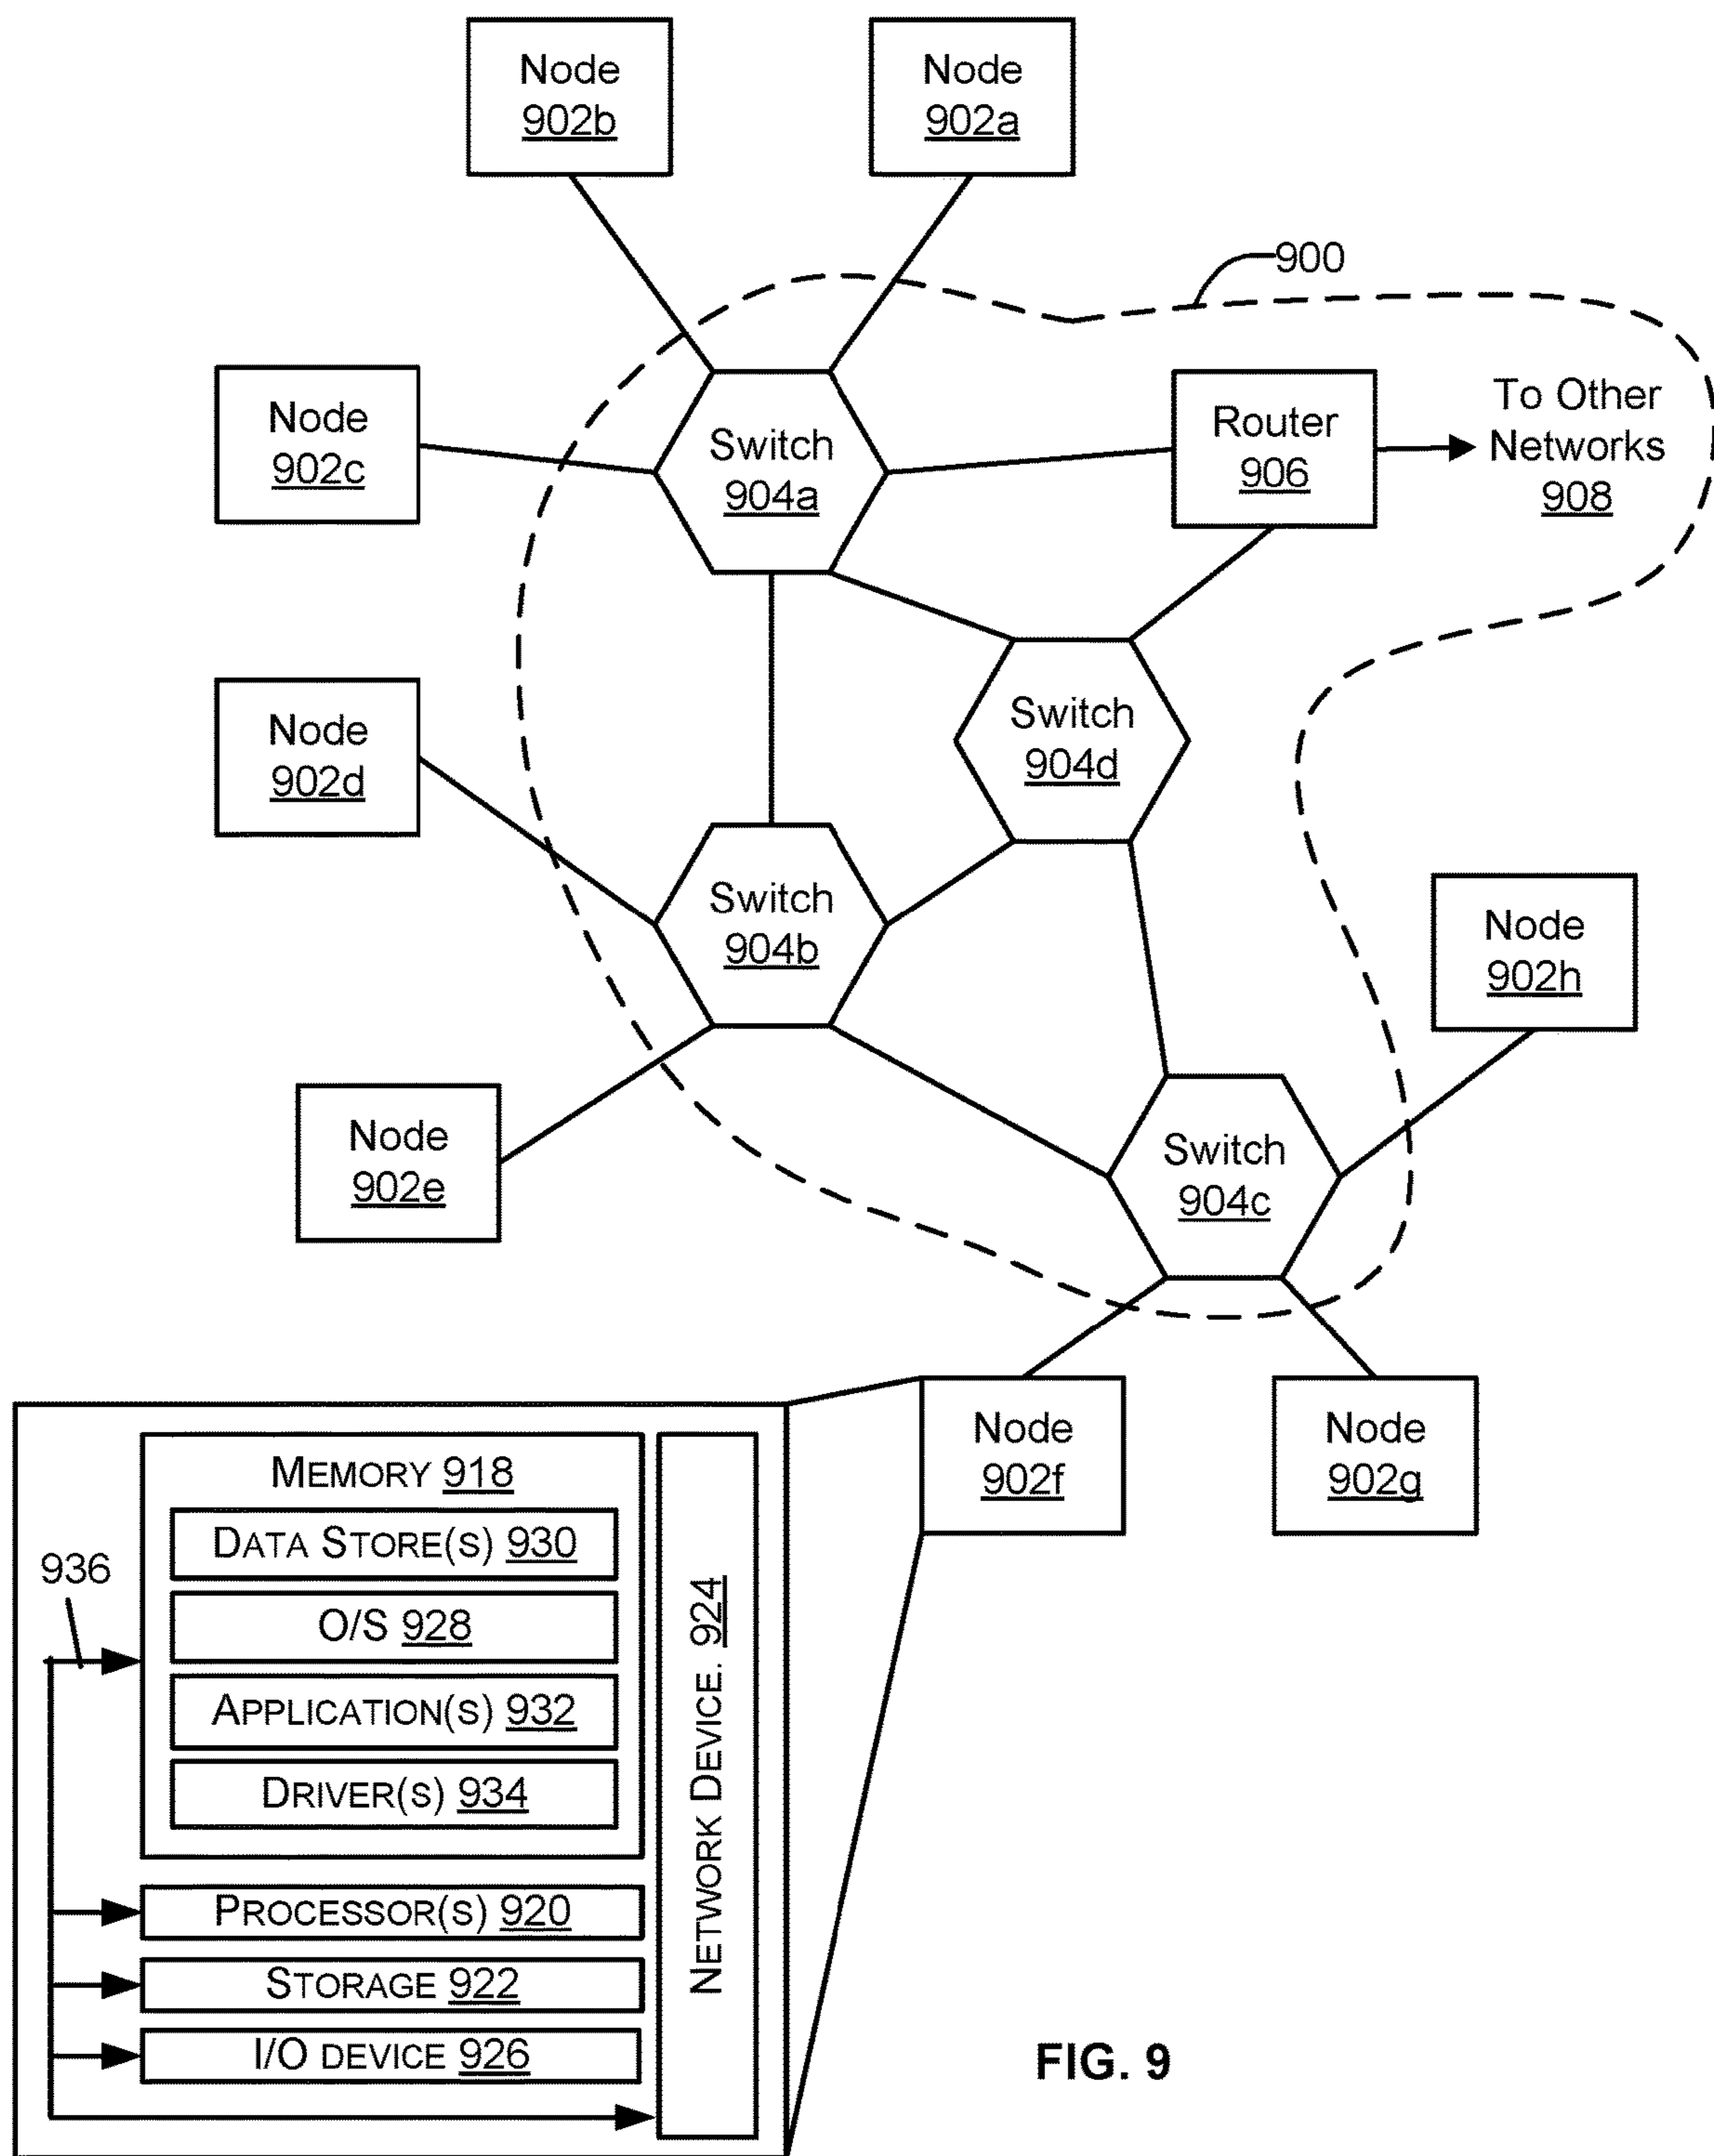 Node
902b
Node
902a
900
Node
902c
Switch
904a
Router
906
To Other
Networks
908
Node
902d
Switch
904d
Switch
904b
Node
902h
Node
902e
Switch
904c
Node
902f
Node
902g
MEMORY 918
DATA STORE(S) 930
936
O/S 928
APPLICATION(S) 932
DRIVER(S) 934
NETWORK DEVICE. 924
PROCESSOR(S) 920
STORAGE 922
I/O DEVICE 926
FIG. 9